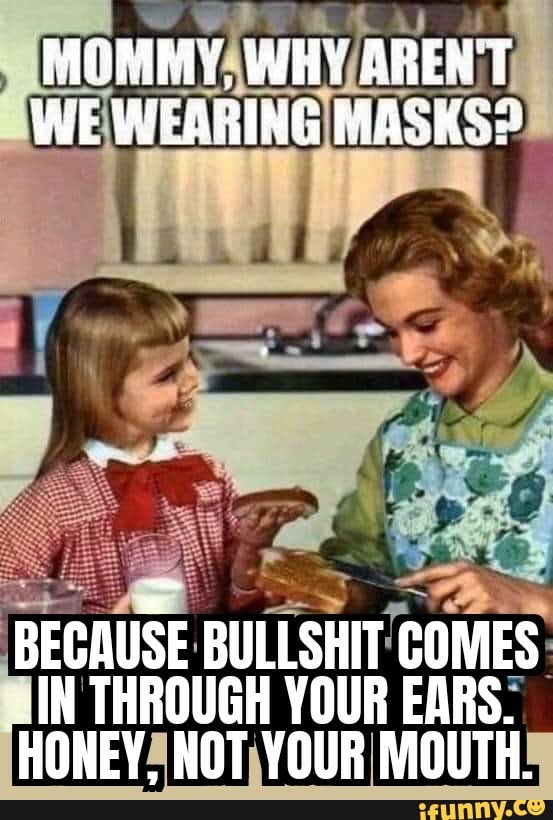 MOMMY, WHY AREN'T
WE WEARING MASKS?
BECAUSE BULLSHIT COMES
IN THROUGH YOUR EARS.
HONEY, NOT YOUR MOUTH.
ifunny.co